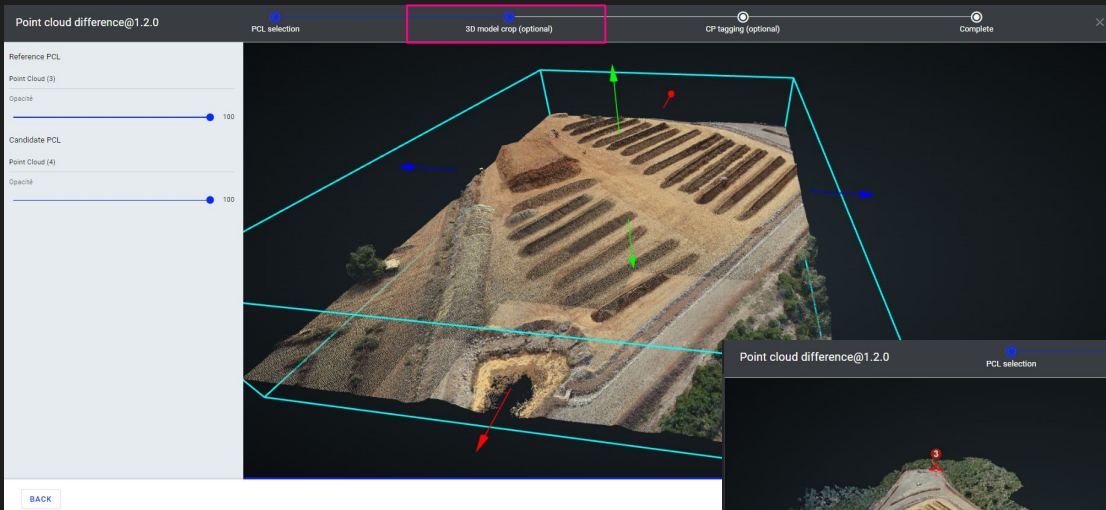 Point cloud difference@1.2.0
PCL selection
3D model crop (optional)
CP tagging (optional)
Complete
Reference PCL
Point Cloud (3)
Opacité
100
Candidate PCL
Point Cloud (4)
Opacité
100
BACK
Point cloud difference@1.2.0
PCL selection
3